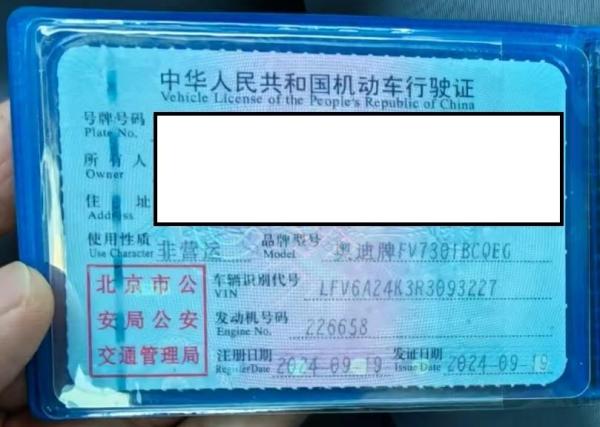 中华人民共和国机动车行驶证
Vehicle License of the People's Republic of China
号牌号码
Plate No.
所有人
Owner
住址
Address
使用性质 非营运 品牌型号 奥迪牌FV7301BCQEG
Use Character Model
北京市公安局公安交通管理局
车辆识别代号 LFV6A24K3R3093227
VIN
发动机号码 226658
Engine No.
注册日期 2024-09-19 发证日期 2024-09-19
Register Date Issue Date